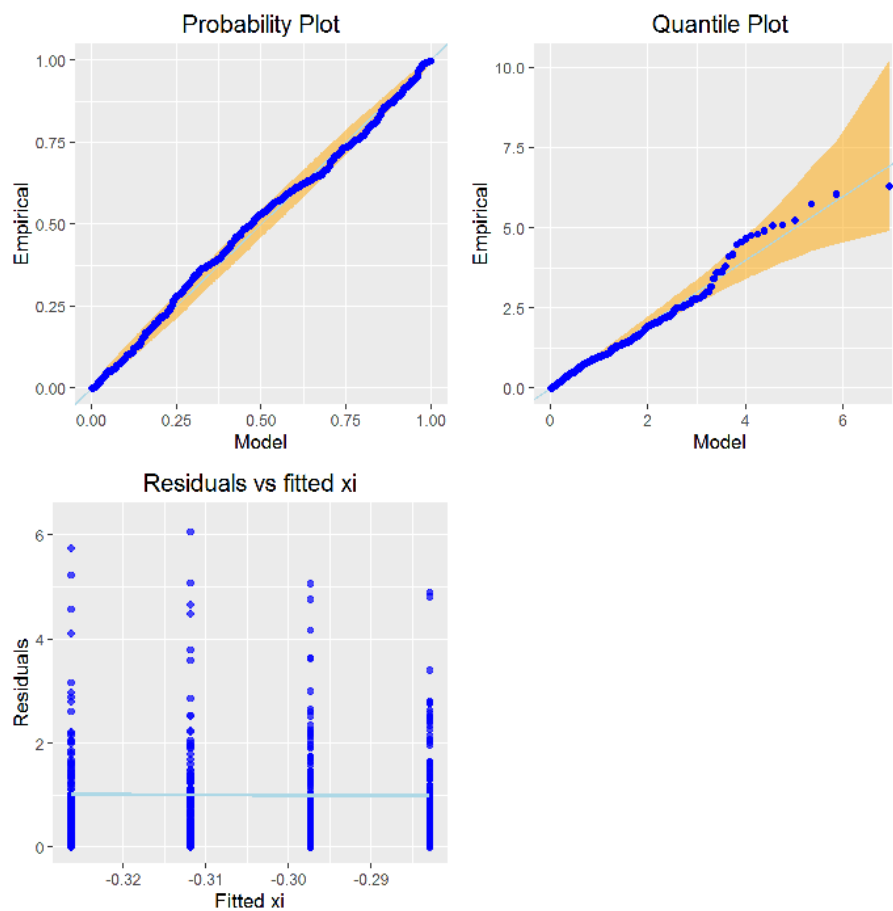 Probability Plot
1.00
0.75
0.50
0.25
0.00
Empirical
0.00 0.25 0.50 0.75 1.00
Model
Quantile Plot
10.0
7.5
5.0
2.5
0.0
Empirical
0 2 4 6
Model
Residuals vs fitted xi
6
4
2
0
Residuals
-0.32 -0.31 -0.30 -0.29
Fitted xi